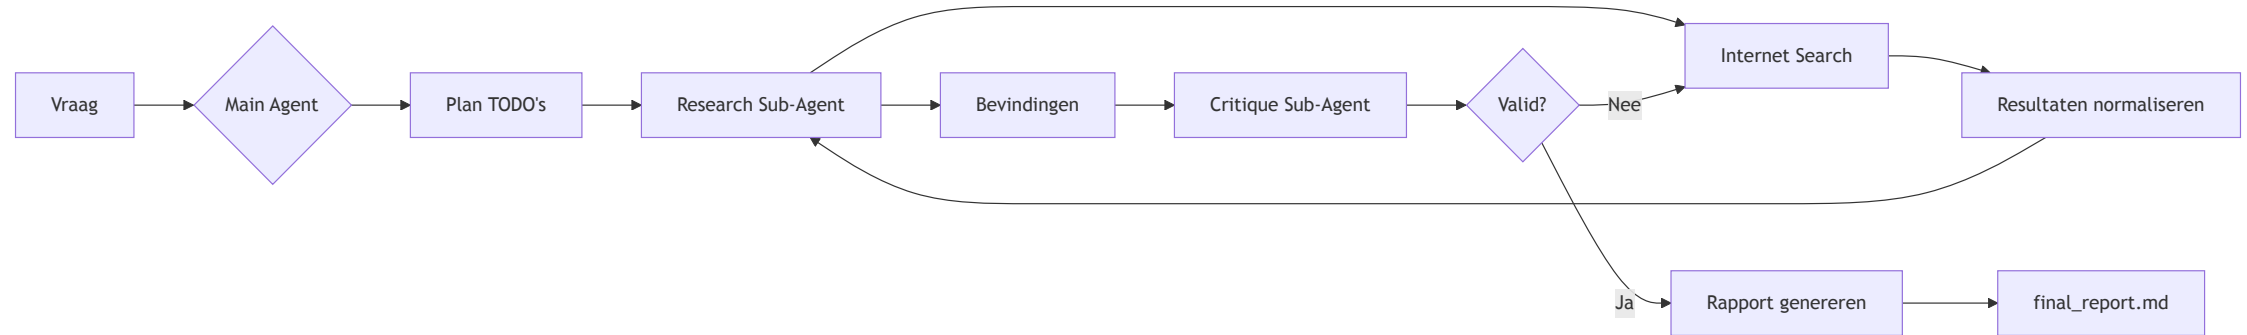 Vraag
Main Agent
Plan TODO's
Research Sub-Agent
Bevindingen
Critique Sub-Agent
Valid?
Nee
Internet Search
Resultaten normaliseren
Ja
Rapport genereren
final_report.md